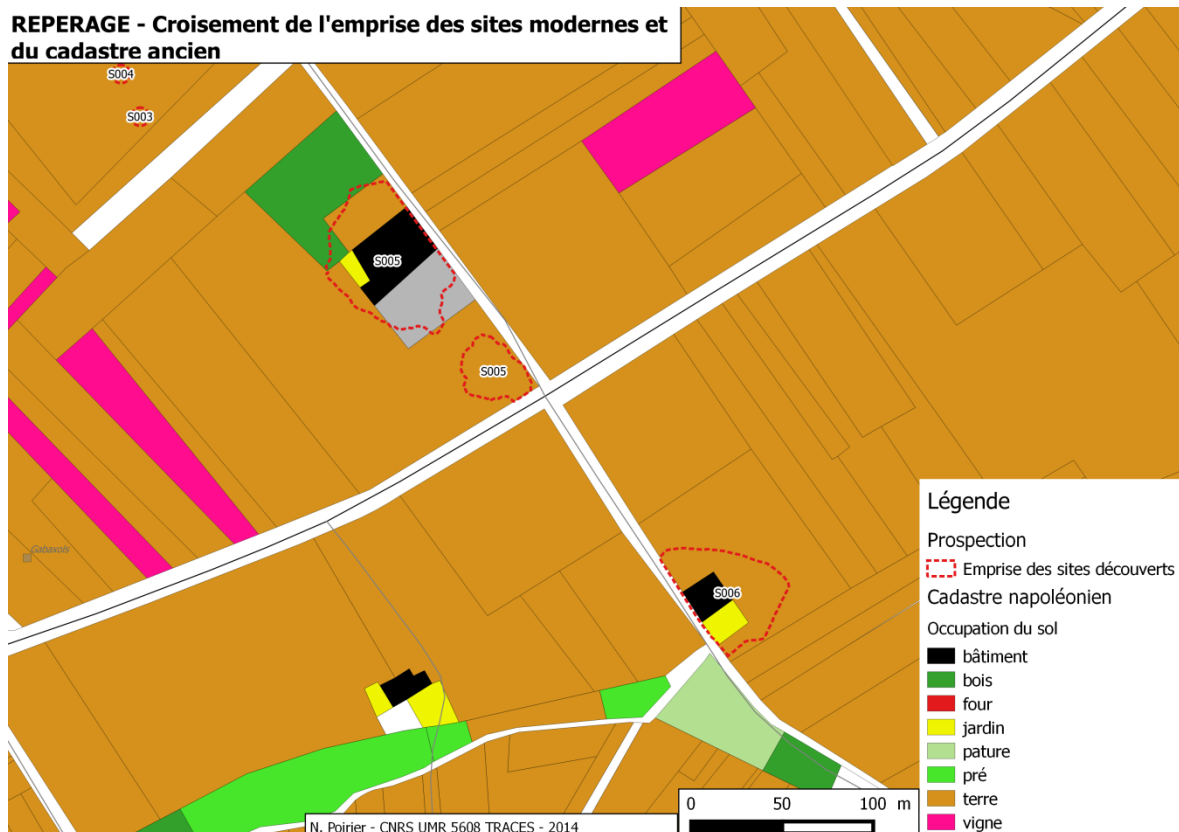 REPERAGE - Croisement de l'emprise des sites modernes et
du cadastre ancien
S004
S003
S005
S005
Gabaxols
S006
Légende
Prospection
Emprise des sites découverts
Cadastre napoléonien
Occupation du sol
bâtiment
bois
four
jardin
pature
pré
terre
vigne
0 50 100 m
N. Poirier - CNRS UMR 5608 TRACES - 2014